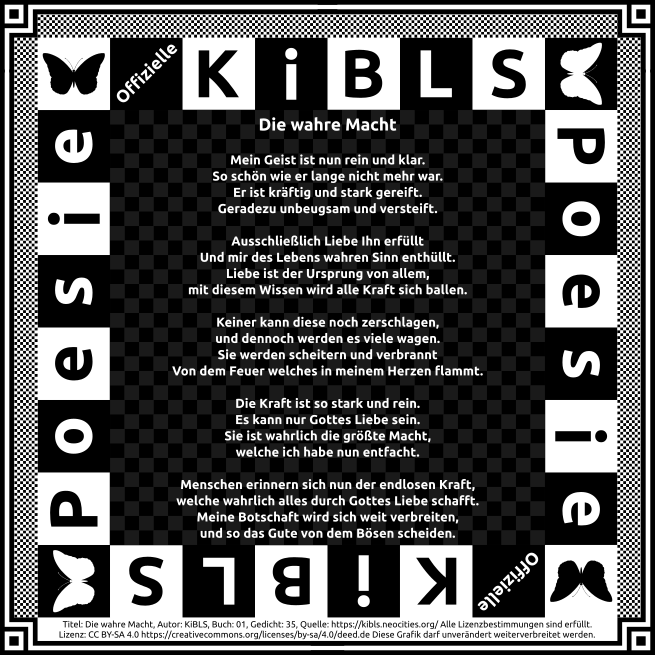 Offizielle
KiBLS
Poesie
Poesie
Die wahre Macht
Mein Geist ist nun rein und klar.
So schön wie er lange nicht mehr war.
Er ist kräftig und stark gereift.
Geradezu unbeugsam und versteift.
Ausschließlich Liebe Ihn erfüllt
Und mir des Lebens wahren Sinn enthüllt.
Liebe ist der Ursprung von allem,
mit diesem Wissen wird alle Kraft sich ballen.
Keiner kann diese noch zerschlagen,
und dennoch werden es viele wagen.
Sie werden scheitern und verbrannt
Von dem Feuer welches in meinem Herzen flammt.
Die Kraft ist so stark und rein.
Es kann nur Gottes Liebe sein.
Sie ist wahrlich die größte Macht,
welche ich habe nun entfacht.
Menschen erinnern sich nun der endlosen Kraft,
welche wahrlich alles durch Gottes Liebe schafft.
Meine Botschaft wird sich weit verbreiten,
und so das Gute von dem Bösen scheiden.
Offizielle
KiBLS
Titel: Die wahre Macht, Autor: KiBLS, Buch: 01, Gedicht: 35, Quelle: https://kibls.neocities.org/ Alle Lizenzbestimmungen sind erfüllt.
Lizenz: CC BY-SA 4.0 https://creativecommons.org/licenses/by-sa/4.0/deed.de Diese Grafik darf unverändert weiterverbreitet werden.